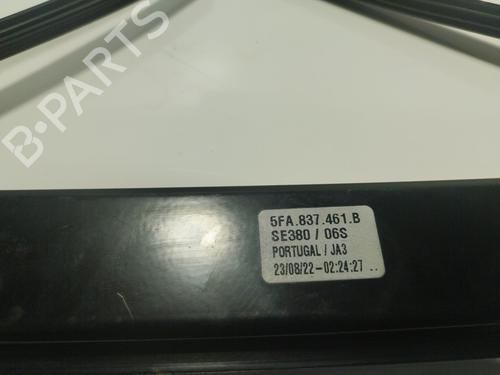 B-PARTS
5FA.837.461.B
SE380 / 06S
PORTUGAL / JA3
23/08/22-02:24:27 ..